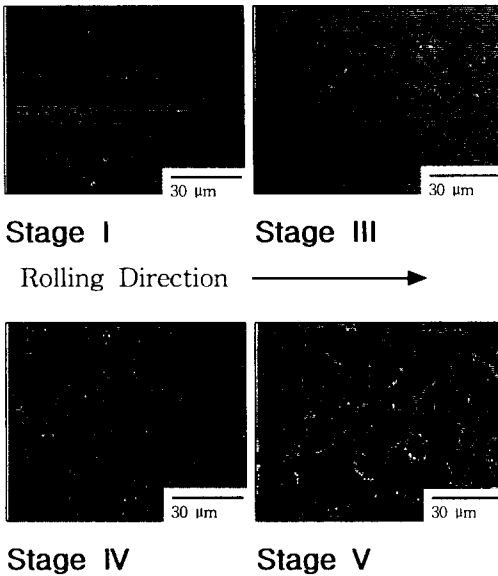 30 μm
30 μm
Stage I
Stage III
Rolling Direction
30 μm
30 μm
Stage IV
Stage V